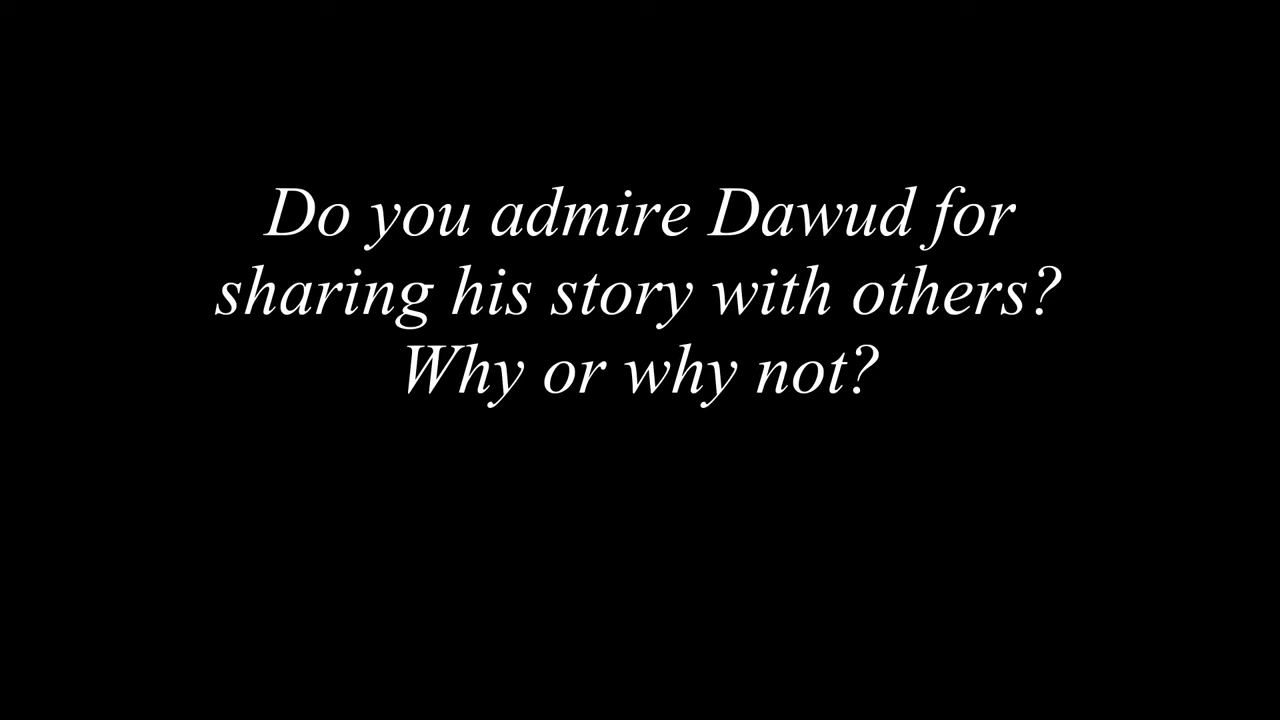 Do you admire Dawud for
sharing his story with others?
Why or why not?